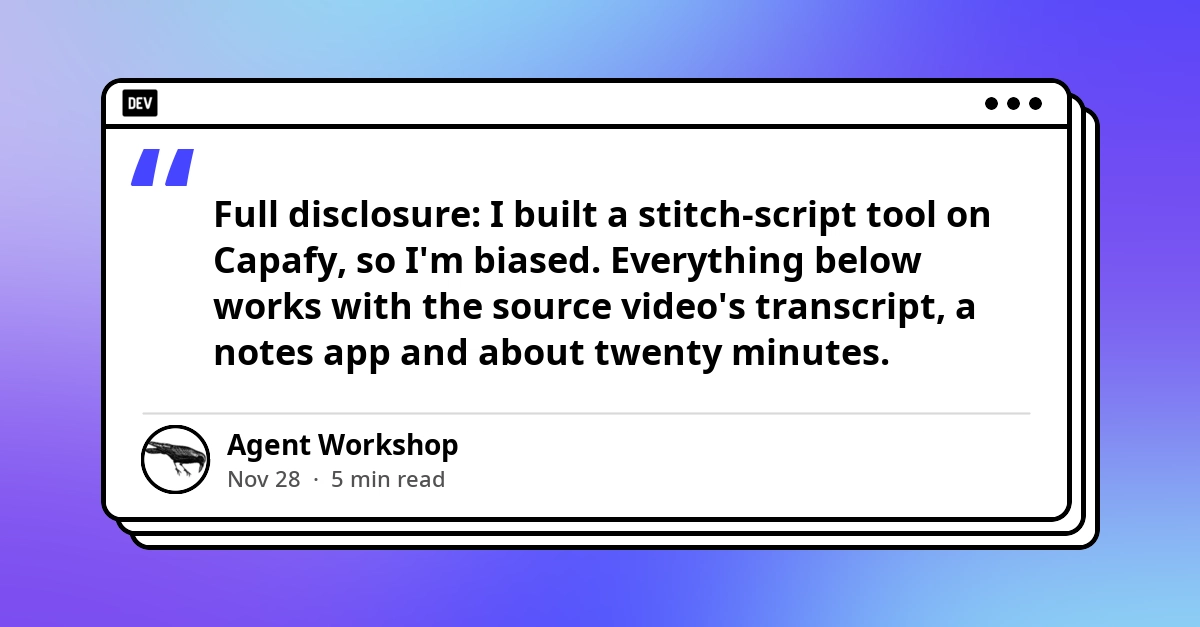 DEV
Full disclosure: I built a stitch-script tool on
Capafy, so I'm biased. Everything below
works with the source video's transcript, a
notes app and about twenty minutes.
Agent Workshop
Nov 28 · 5 min read